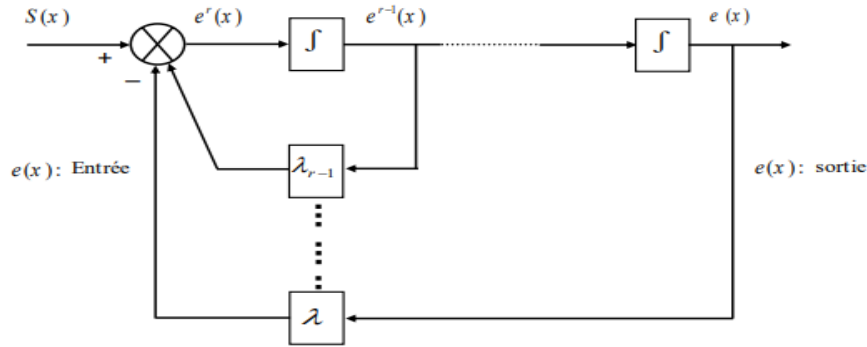 S(x)
e^r(x)
∫
e^{r-1}(x)
∫
e (x)
+
−
e(x): Entrée
λ_{r-1}
e(x): sortie
λ